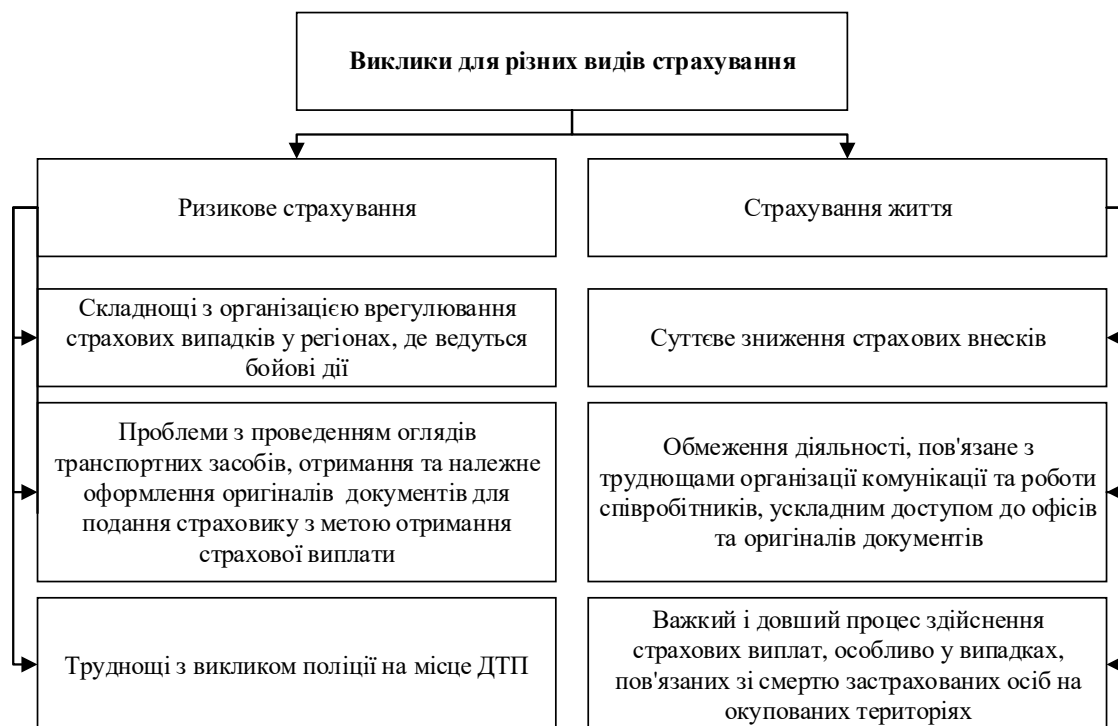 Виклики для різних видів страхування
Ризикове страхування
Страхування життя
Складнощі з організацією врегулювання
страхових випадків у регіонах, де ведуться
бойові дії
Суттєве зниження страхових внесків
Проблеми з проведенням оглядів
транспортних засобів, отримання та належне
оформлення оригіналів документів для
подання страховику з метою отримання
страхової виплати
Обмеження діяльності, пов'язане з
труднощами організації комунікації та роботи
співробітників, ускладним доступом до офісів
та оригіналів документів
Труднощі з викликом поліції на місце ДТП
Важкий і довший процес здійснення
страхових виплат, особливо у випадках,
пов'язаних зі смертю застрахованих осіб на
окупованих територіях